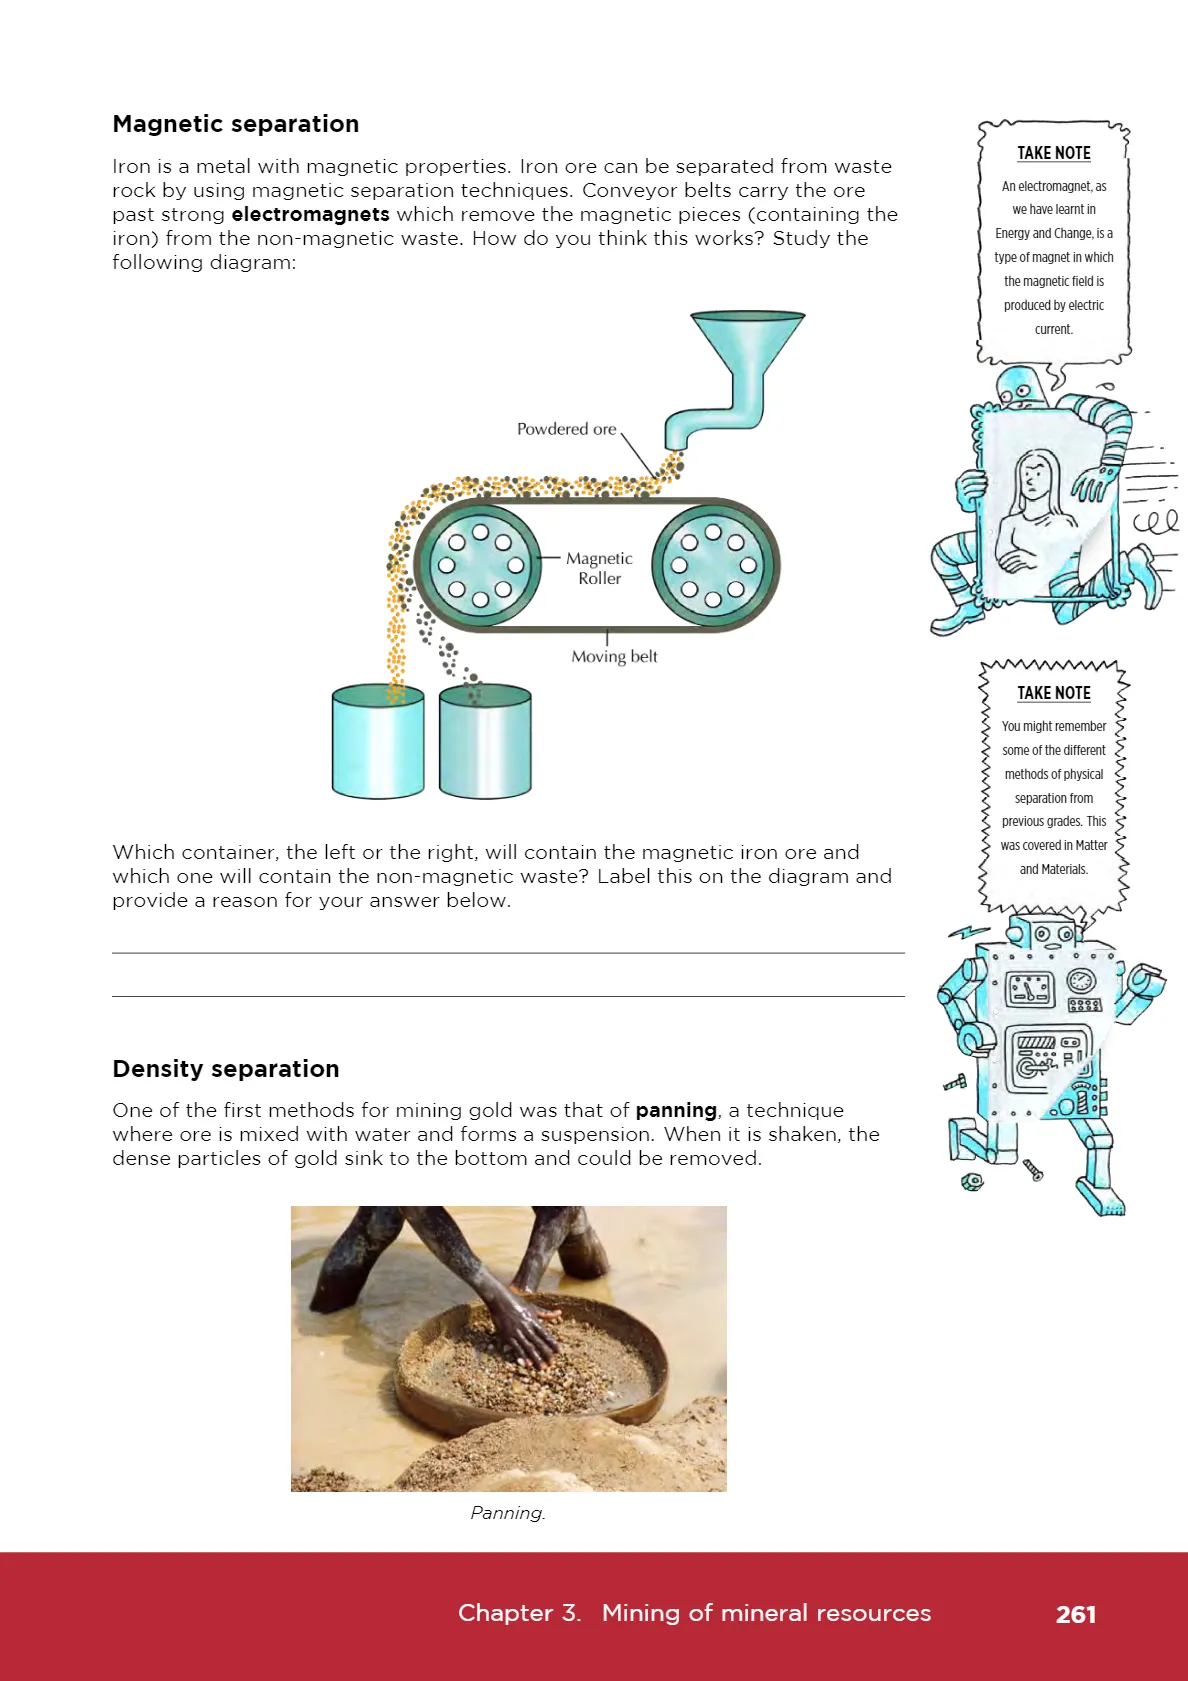 Magnetic separation
Iron is a metal with magnetic properties. Iron ore can be separated from waste
rock by using magnetic separation techniques. Conveyor belts carry the ore
past strong electromagnets which remove the magnetic pieces (containing the
iron) from the non-magnetic waste. How do you think this works? Study the
following diagram:
Powdered ore
Magnetic
Roller
Moving belt
Which container, the left or the right, will contain the magnetic iron ore and
which one will contain the non-magnetic waste? Label this on the diagram and
provide a reason for your answer below.
Density separation
One of the first methods for mining gold was that of panning, a technique
where ore is mixed with water and forms a suspension. When it is shaken, the
dense particles of gold sink to the bottom and could be removed.
Panning.
TAKE NOTE
An electromagnet, as
we have learnt in
Energy and Change, is a
type of magnet in which
the magnetic field is
produced by electric
current.
TAKE NOTE
You might remember
some of the different
methods of physical
separation from
previous grades. This
was covered in Matter
and Materials.
Chapter 3. Mining of mineral resources
261